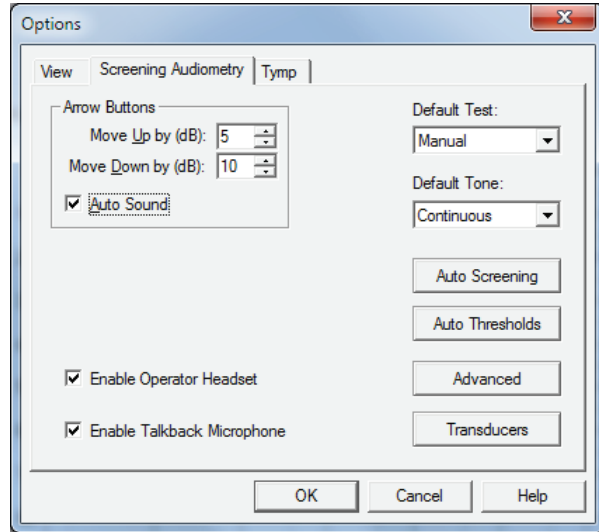 Options
View Screening Audiometry Tymp
Arrow Buttons
Move Up by (dB): 5
Move Down by (dB): 10
Auto Sound
Default Test:
Manual
Default Tone:
Continuous
Auto Screening
Auto Thresholds
Enable Operator Headset
Advanced
Enable Talkback Microphone
Transducers
OK Cancel Help